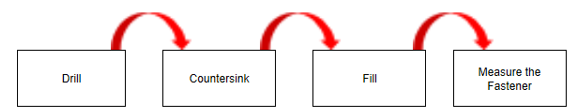 Drill
Countersink
Fill
Measure the
Fastener